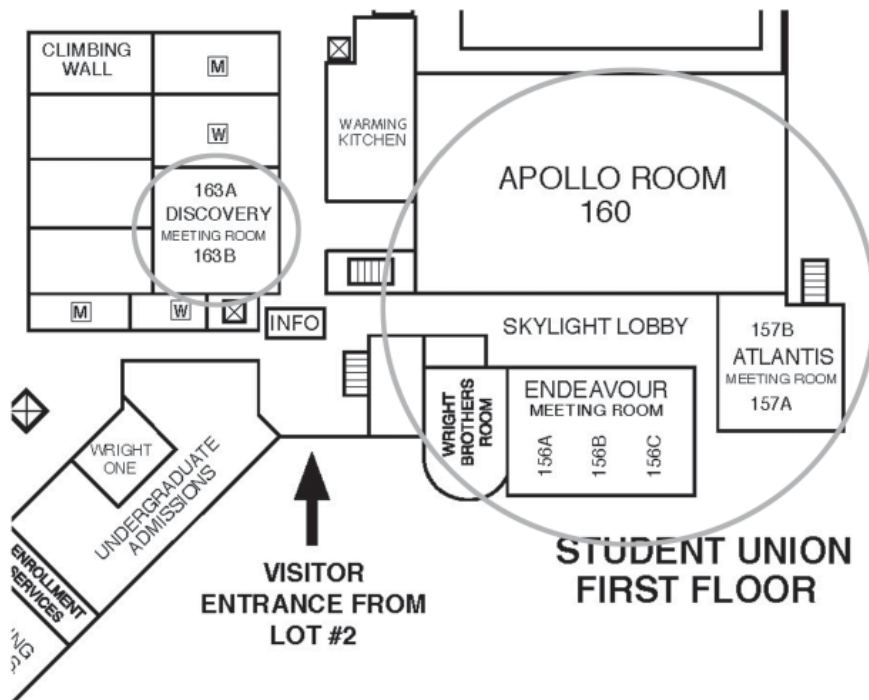 CLIMBING
WALL
M
W
163A
DISCOVERY
MEETING ROOM
163B
M
W
INFO
WARMING
KITCHEN
APOLLO ROOM
160
SKYLIGHT LOBBY
157B
ATLANTIS
MEETING ROOM
157A
WRIGHT
BROTHERS
ROOM
ENDEAVOUR
MEETING ROOM
156A
156B
156C
WRIGHT
ONE
UNDERGRADUATE
ADMISSIONS
ENROLLMENT
SERVICES
VISITOR
ENTRANCE FROM
LOT #2
STUDENT UNION
FIRST FLOOR